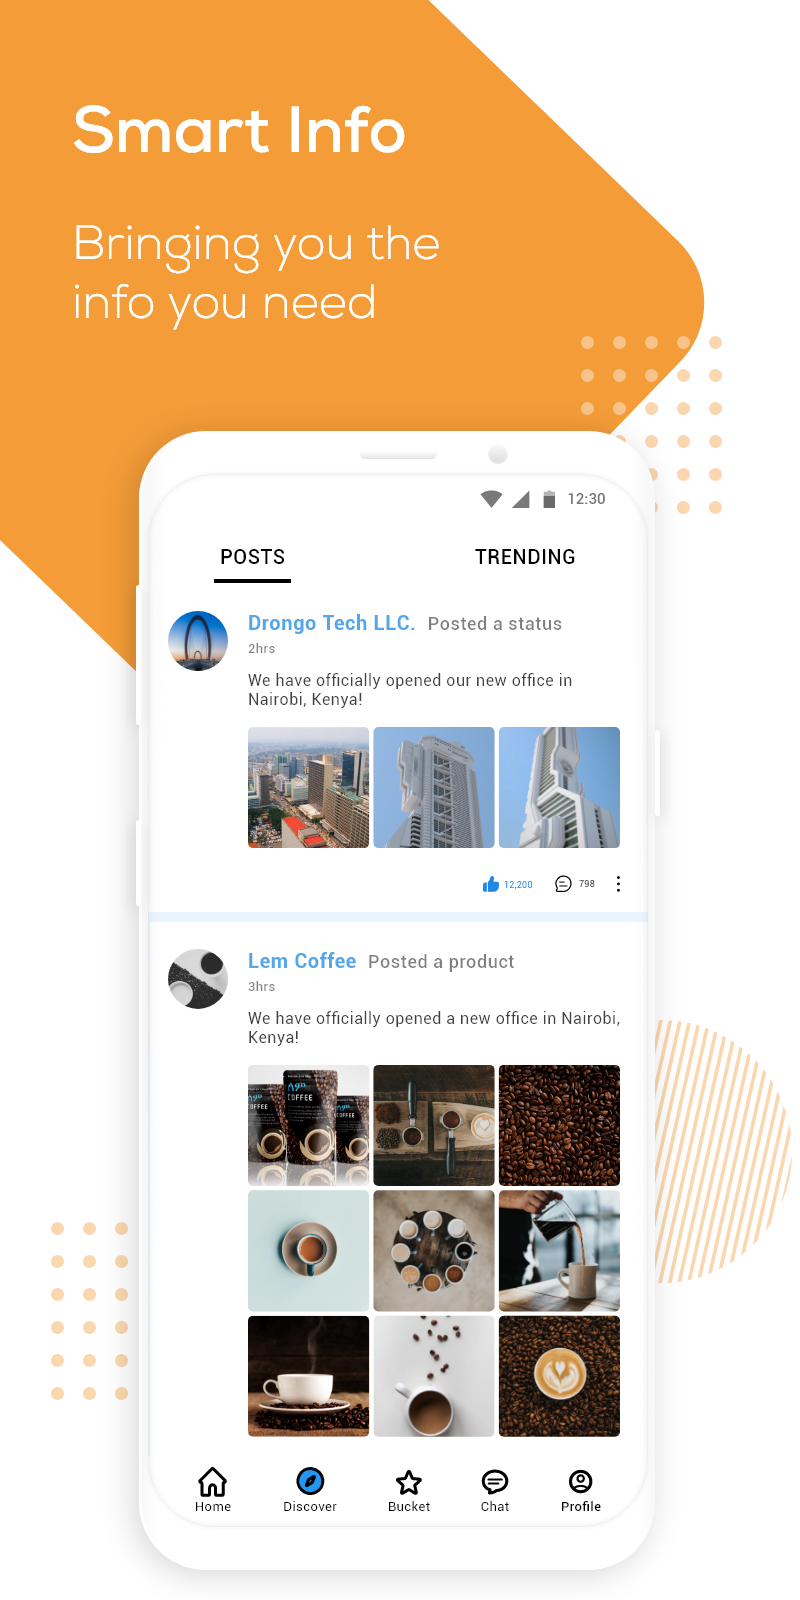 Smart Info
Bringing you the
info you need
12:30
POSTS TRENDING
Drongo Tech LLC. Posted a status
2hrs
We have officially opened our new office in
Nairobi, Kenya!
12,200 798
Lem Coffee Posted a product
3hrs
We have officially opened a new office in Nairobi,
Kenya!
COFFEE
Home Discover Bucket Chat Profile